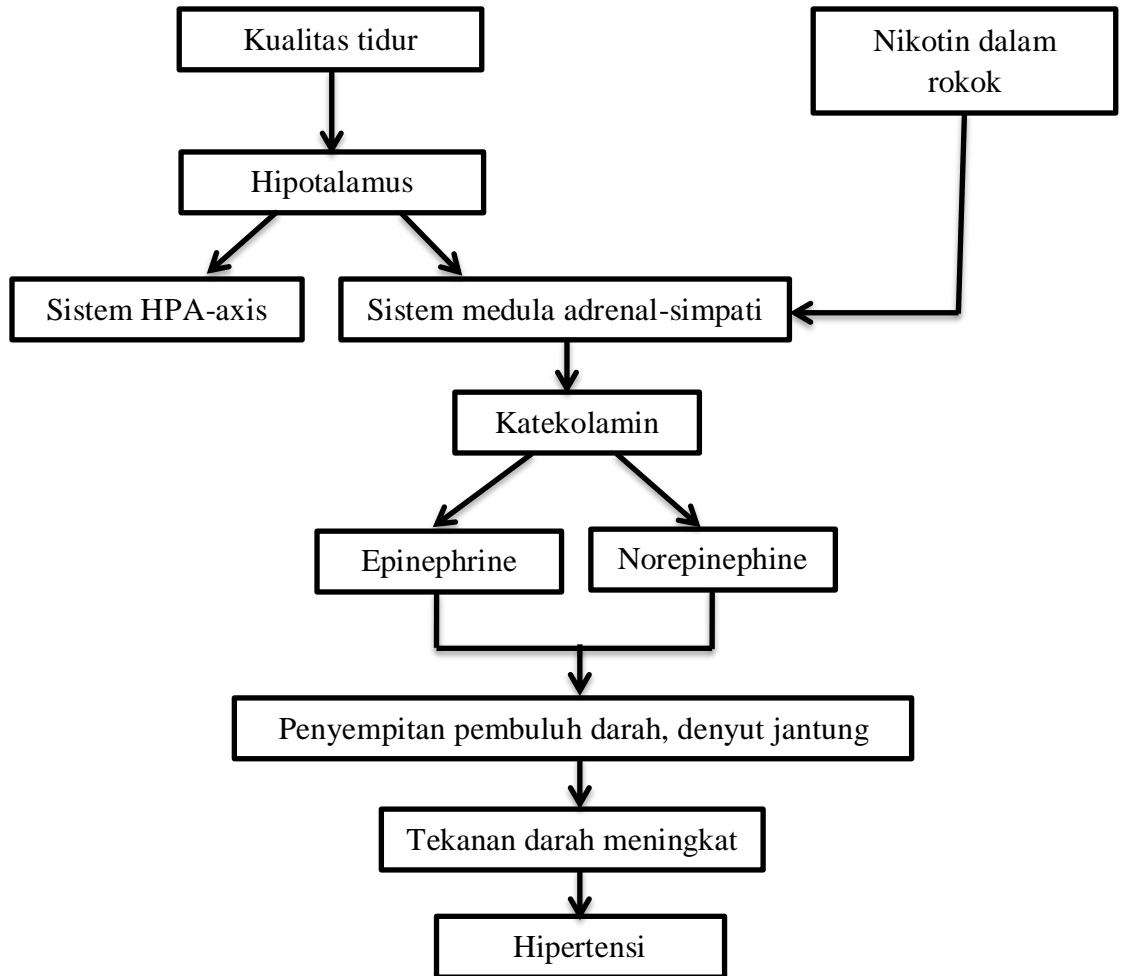 Kualitas tidur
Nikotin dalam
rokok
Hipotalamus
Sistem HPA-axis
Sistem medula adrenal-simpati
Katekolamin
Epinephrine
Norepinephine
Penyempitan pembuluh darah, denyut jantung
Tekanan darah meningkat
Hipertensi